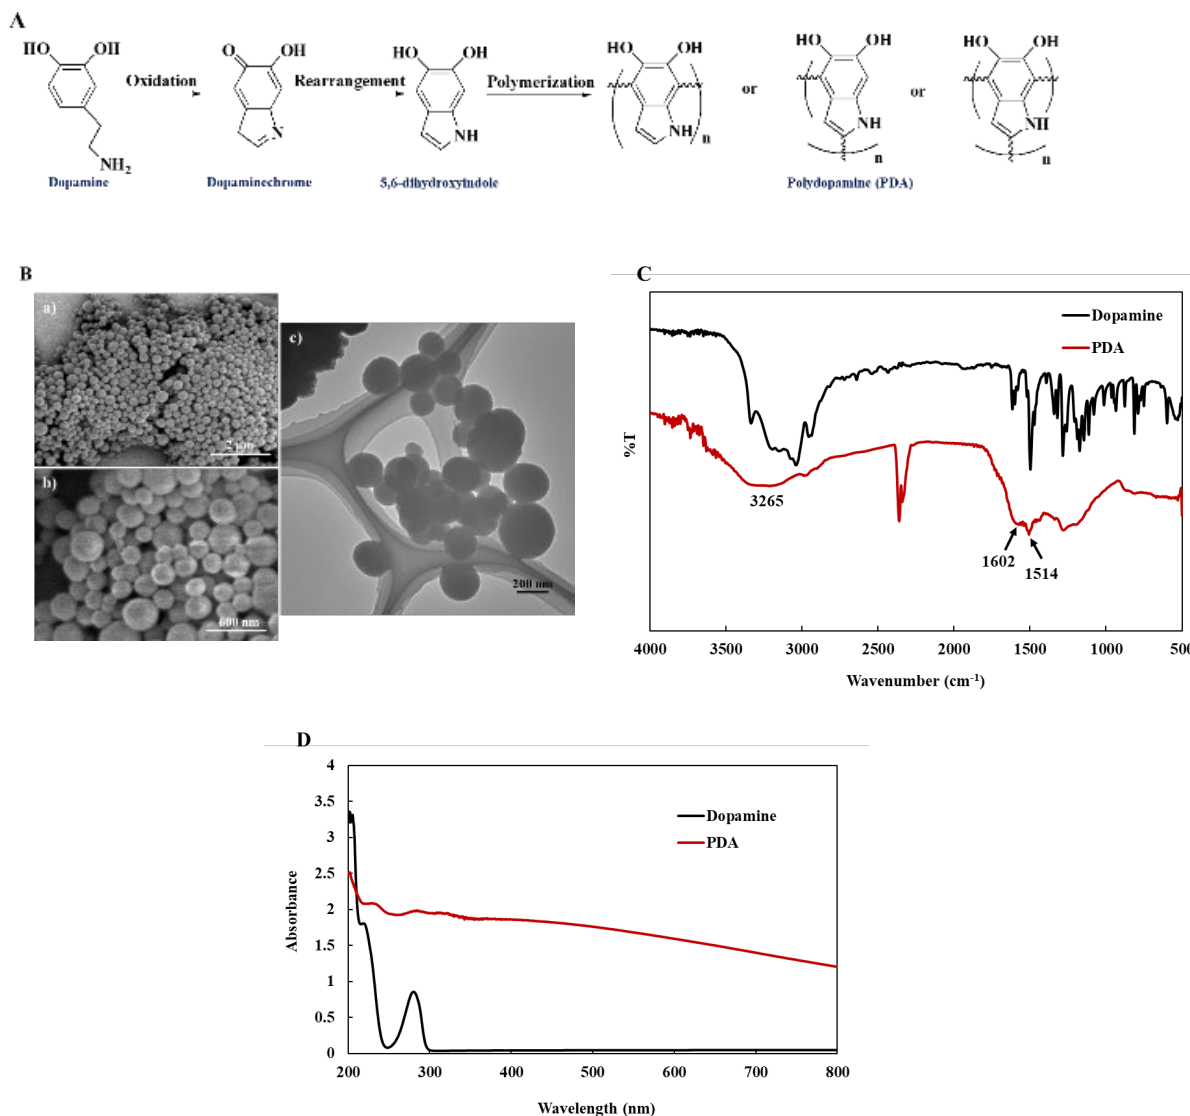 A
HO OH
Oxidation
NH2
Dopamine
O OH
Rearrangement
N
Dopaminechrome
HO OH
Polymerization
NH
5,6-dihydroxyindole
HO OH
NH
n
or
HO OH
NH
n
or
HO OH
NH
n
Polydopamine (PDA)
B
a)
2 μm
b)
600 nm
c)
200 nm
C
Dopamine
PDA
%T
3265
1602
1514
4000 3500 3000 2500 2000 1500 1000 500
Wavenumber (cm-1)
D
4
3.5
3
2.5
2
1.5
1
0.5
0
Absorbance
Dopamine
PDA
200 300 400 500 600 700 800
Wavelength (nm)